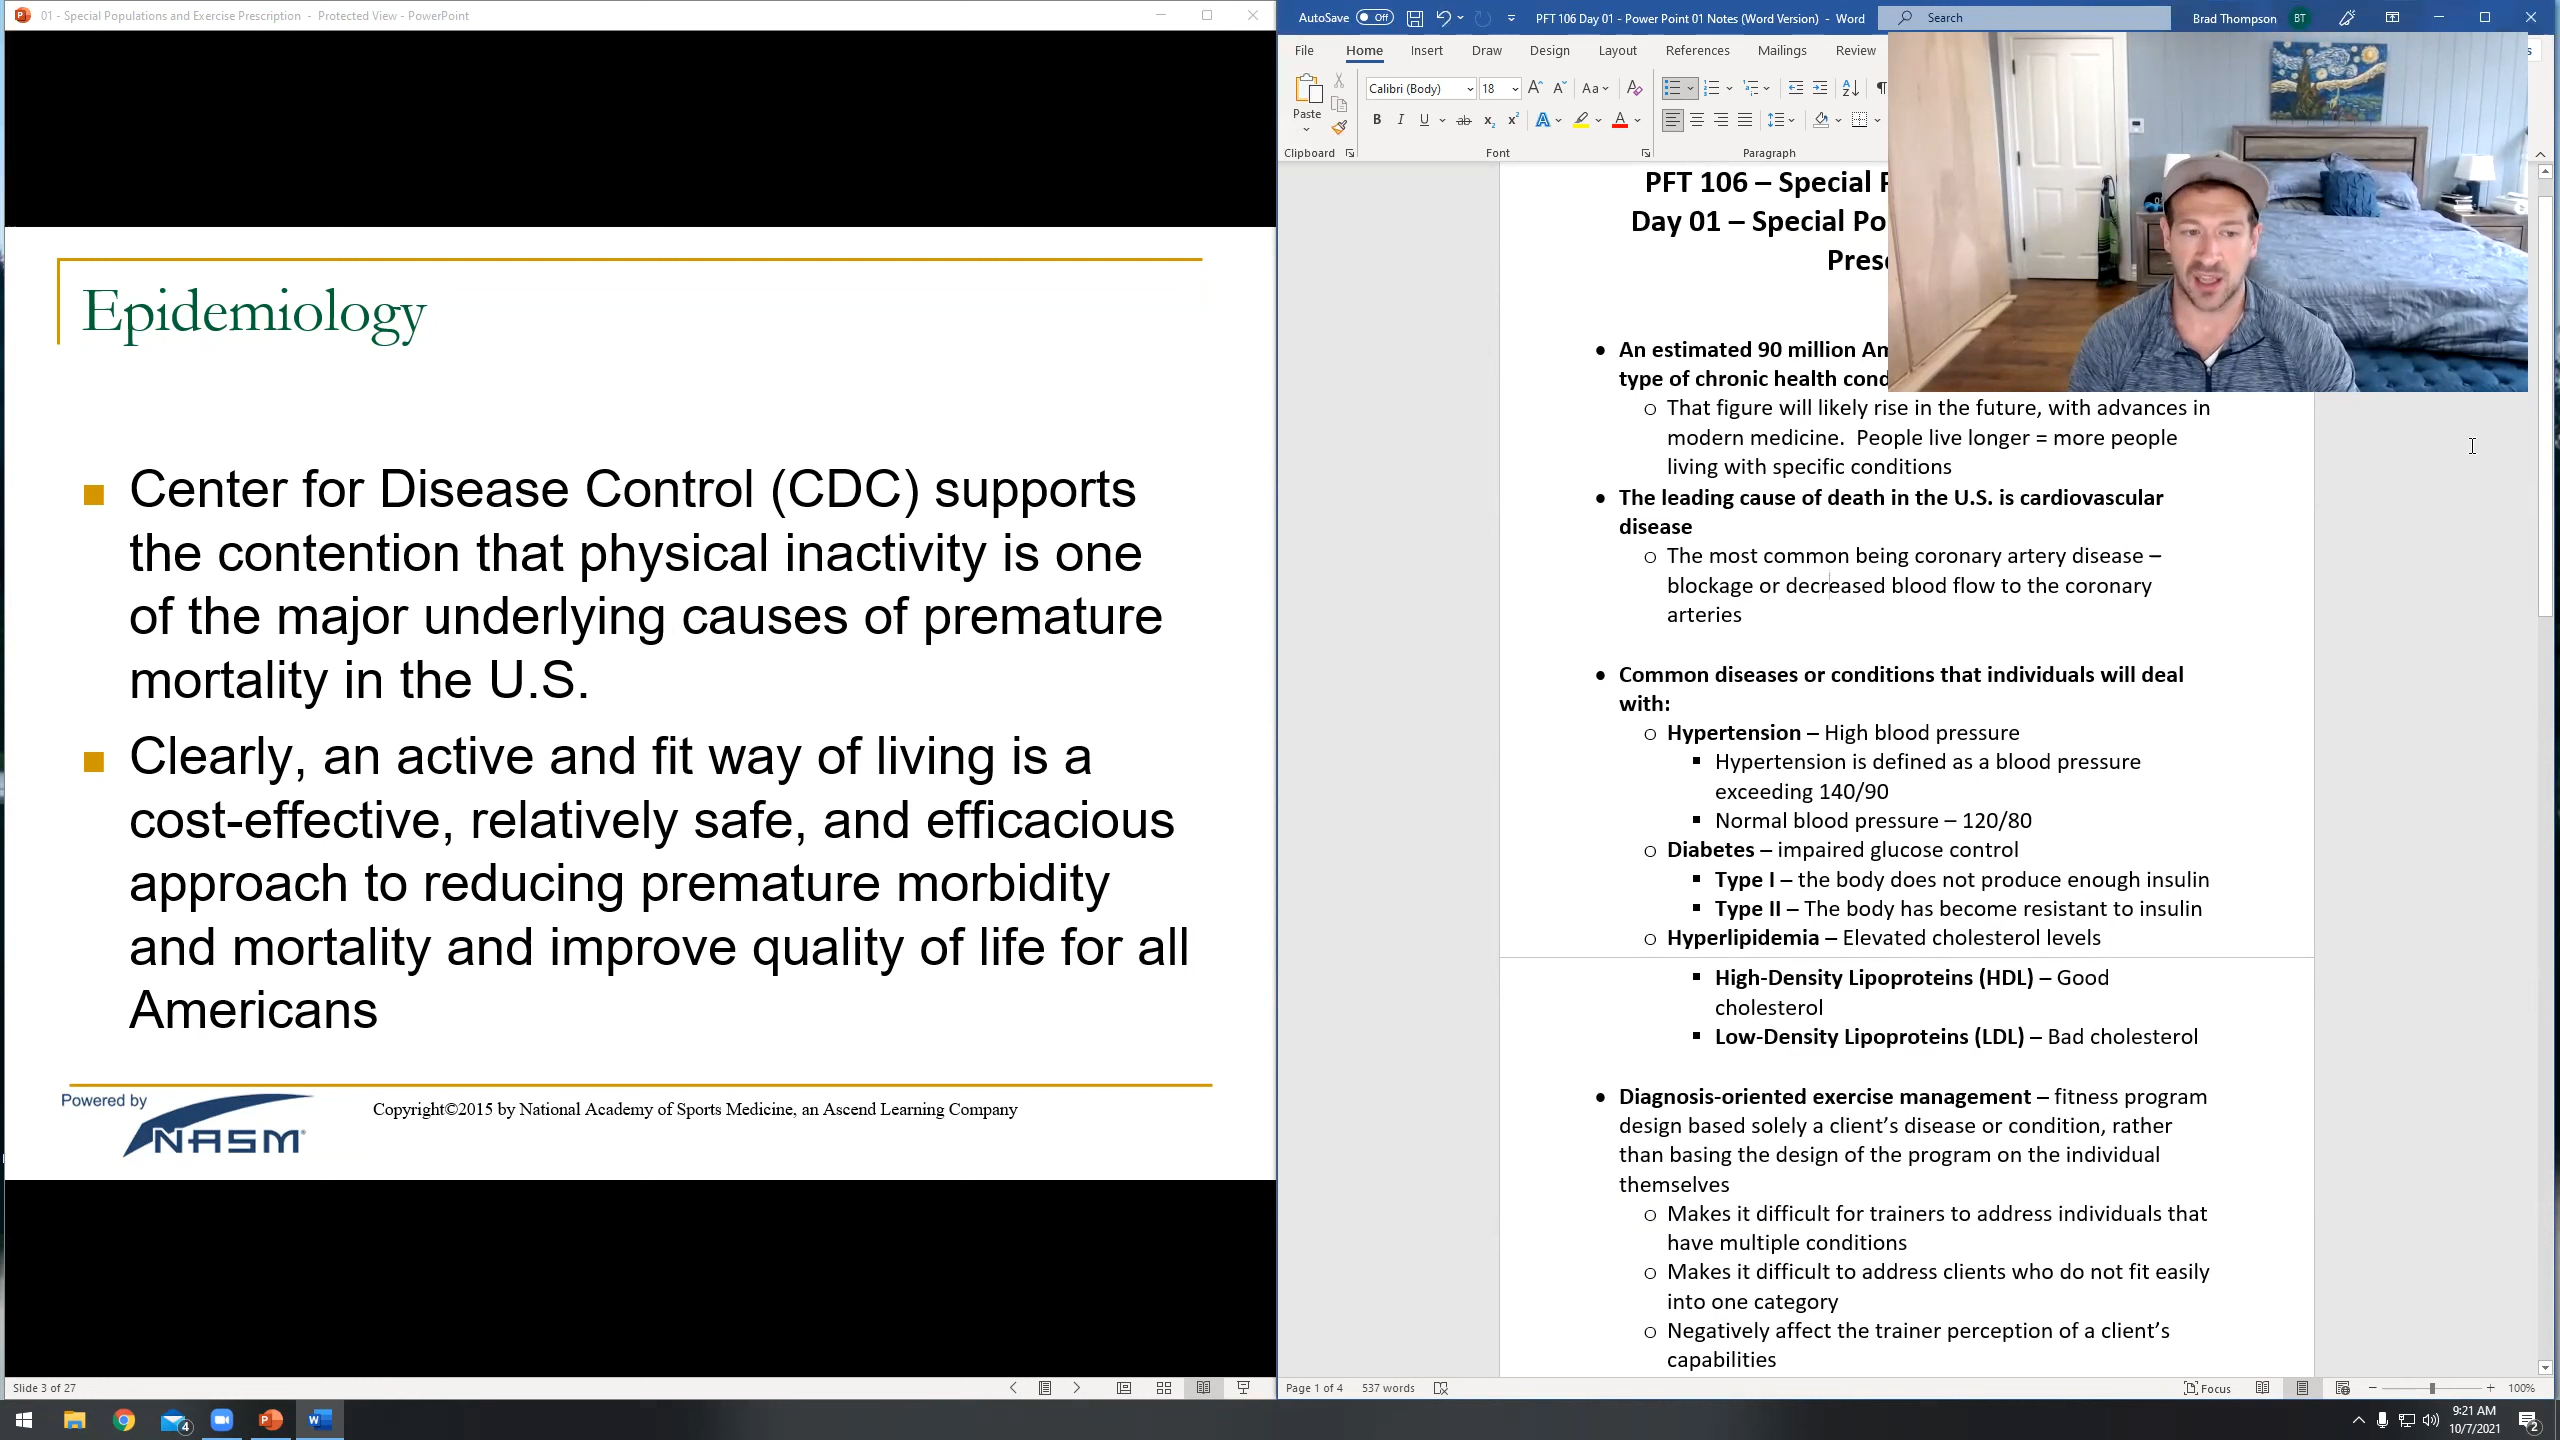 01 - Special Populations and Exercise Prescription - Protected View - PowerPoint
Epidemiology
Center for Disease Control (CDC) supports
the contention that physical inactivity is one
of the major underlying causes of premature
mortality in the U.S.
Clearly, an active and fit way of living is a
cost-effective, relatively safe, and efficacious
approach to reducing premature morbidity
and mortality and improve quality of life for all
Americans
Powered by
NASM
Copyright©2015 by National Academy of Sports Medicine, an Ascend Learning Company
Slide 3 of 27
AutoSave Off
PFT 106 Day 01 - Power Point 01 Notes (Word Version) - Word
Search
Brad Thompson BT
File Home Insert Draw Design Layout References Mailings Review
Paste
Calibri (Body) 18
Clipboard Font Paragraph
PFT 106 – Special
Day 01 – Special
• An estimated 90 million
type of chronic health
o That figure will likely rise in the future, with advances in
modern medicine. People live longer = more people
living with specific conditions
• The leading cause of death in the U.S. is cardiovascular
disease
o The most common being coronary artery disease –
blockage or decreased blood flow to the coronary
arteries
• Common diseases or conditions that individuals will deal
with:
o Hypertension – High blood pressure
▪ Hypertension is defined as a blood pressure
exceeding 140/90
▪ Normal blood pressure – 120/80
o Diabetes – impaired glucose control
▪ Type I – the body does not produce enough insulin
▪ Type II – The body has become resistant to insulin
o Hyperlipidemia – Elevated cholesterol levels
▪ High-Density Lipoproteins (HDL) – Good
cholesterol
▪ Low-Density Lipoproteins (LDL) – Bad cholesterol
• Diagnosis-oriented exercise management – fitness program
design based solely a client’s disease or condition, rather
than basing the design of the program on the individual
themselves
o Makes it difficult for trainers to address individuals that
have multiple conditions
o Makes it difficult to address clients who do not fit easily
into one category
o Negatively affect the trainer perception of a client’s
capabilities
Page 1 of 4 537 words
Focus
100%
4
9:21 AM
10/7/2021
2